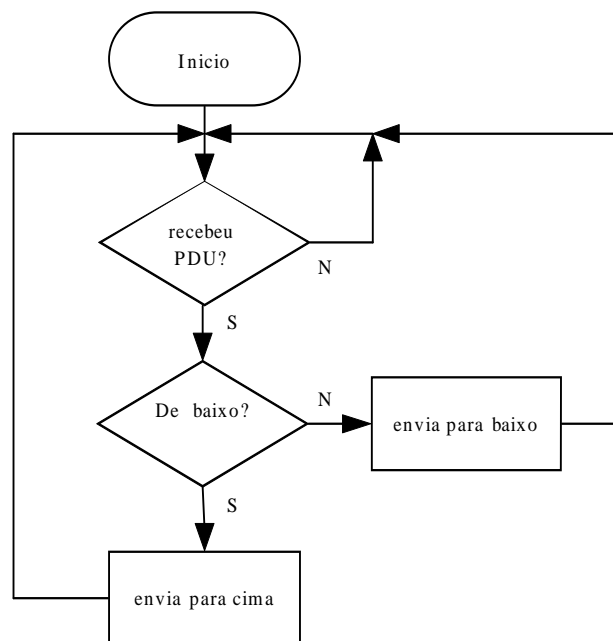 Inicio
recebeu
PDU?
N
S
De baixo?
N
envia para baixo
S
envia para cima